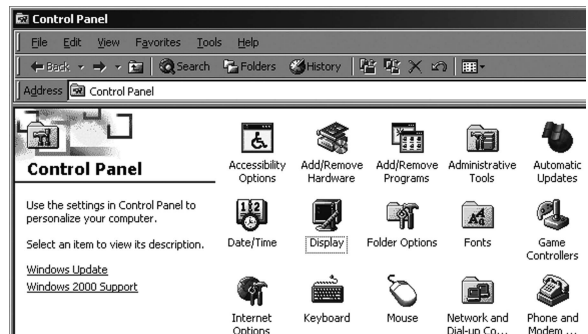 Control Panel
File Edit View Favorites Tools Help
Back Search Folders History
Address Control Panel
Control Panel
Use the settings in Control Panel to
personalize your computer.
Select an item to view its description.
Windows Update
Windows 2000 Support
Accessibility
Options
Add/Remove
Hardware
Add/Remove
Programs
Administrative
Tools
Automatic
Updates
12
Date/Time
Display
Folder Options
Fonts
Game
Controllers
Internet
Options
Keyboard
Mouse
Network and
Dial-up Co...
Phone and
Modem ...